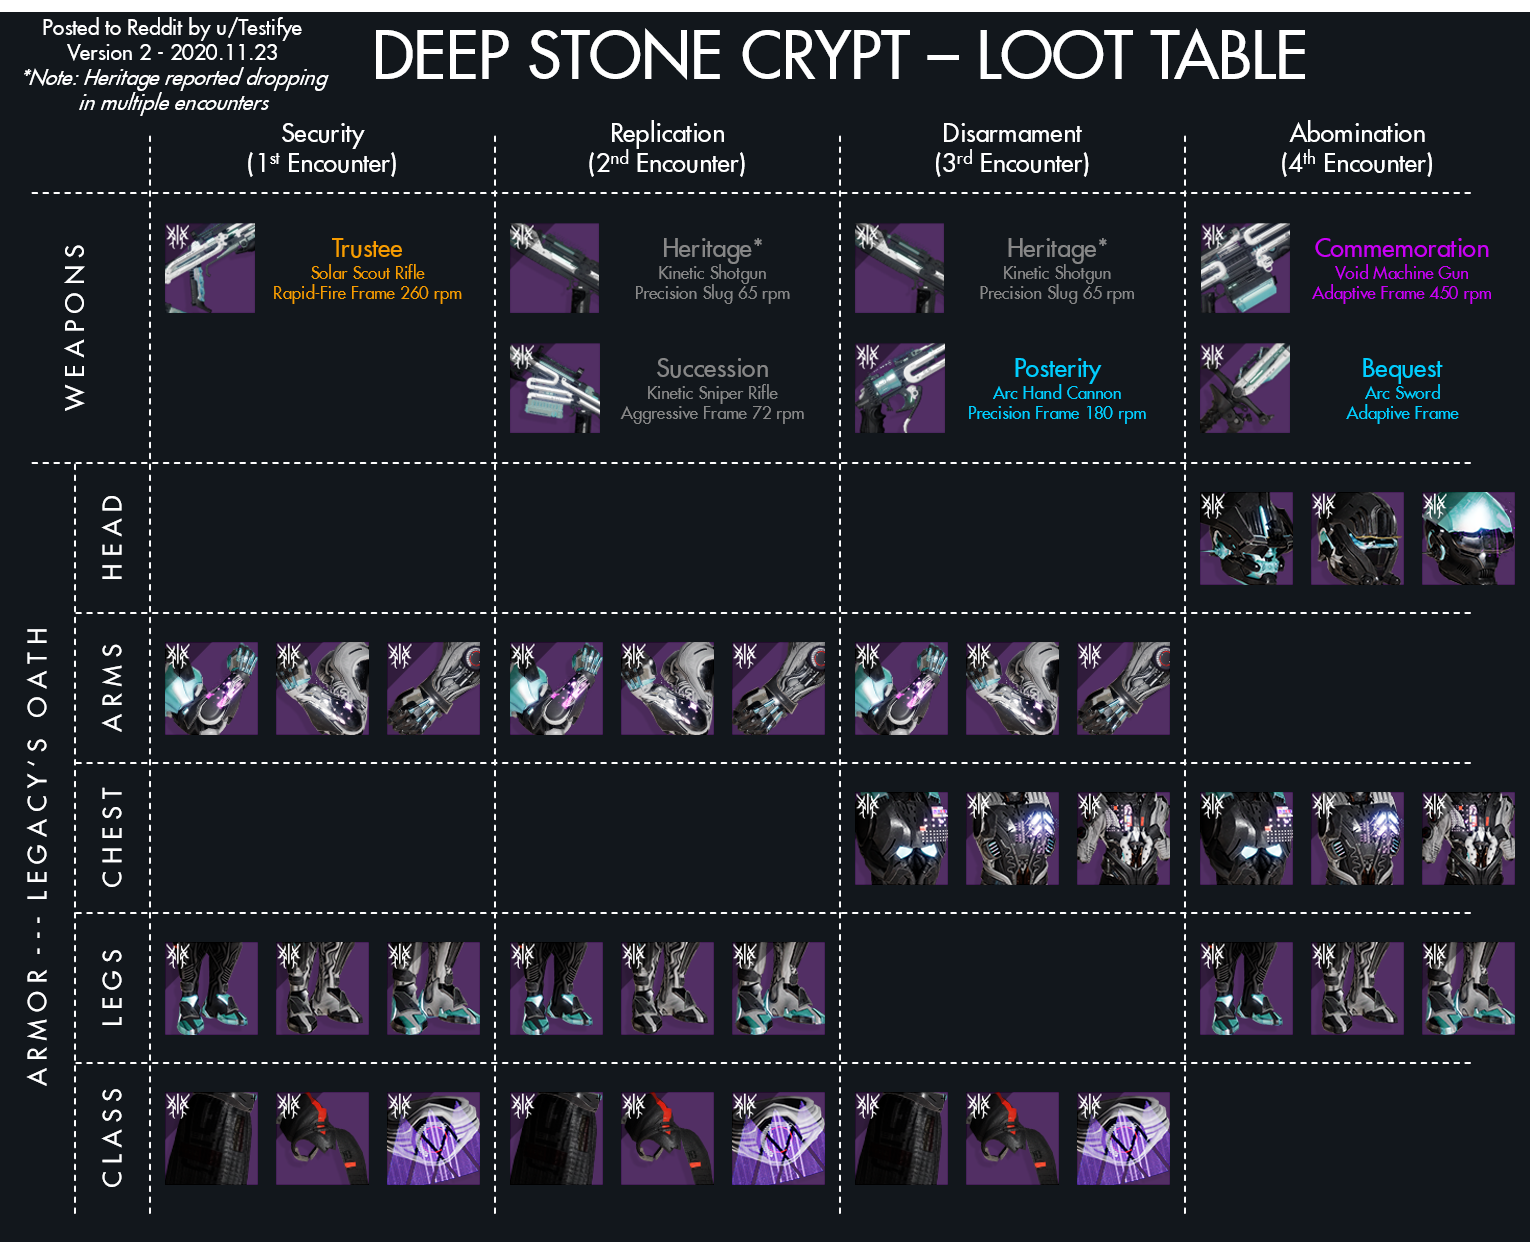 Posted to Reddit by u/Testifye
Version 2 - 2020.11.23
*Note: Heritage reported dropping
in multiple encounters
DEEP STONE CRYPT – LOOT TABLE
Security
(1st Encounter)
Replication
(2nd Encounter)
Disarmament
(3rd Encounter)
Abomination
(4th Encounter)
WEAPONS
Trustee
Solar Scout Rifle
Rapid-Fire Frame 260 rpm
Heritage*
Kinetic Shotgun
Precision Slug 65 rpm
Heritage*
Kinetic Shotgun
Precision Slug 65 rpm
Commemoration
Void Machine Gun
Adaptive Frame 450 rpm
Succession
Kinetic Sniper Rifle
Aggressive Frame 72 rpm
Posterity
Arc Hand Cannon
Precision Frame 180 rpm
Bequest
Arc Sword
Adaptive Frame
ARMOR --- LEGACY'S OATH
HEAD
ARMS
CHEST
LEGS
CLASS